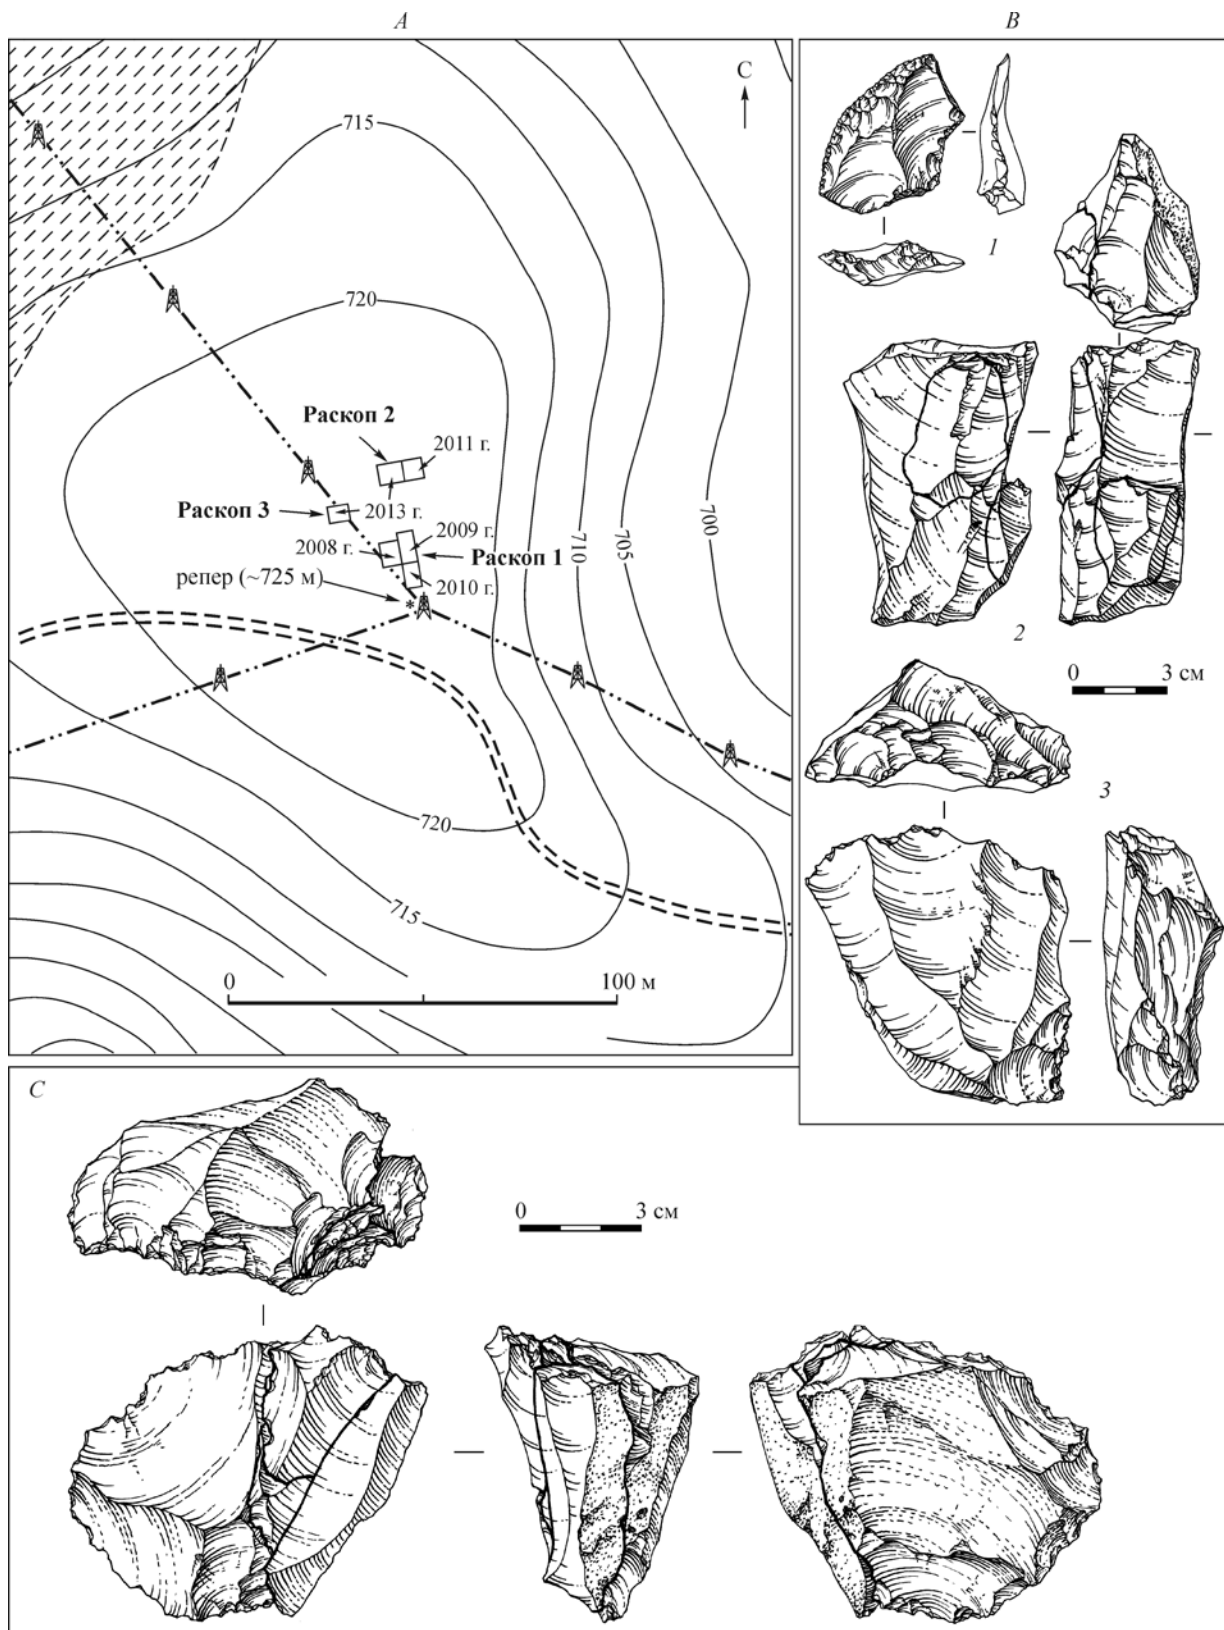 A
B
С
715
720
Раскоп 2
2011 г.
Раскоп 3
2013 г.
2009 г.
2008 г.
Раскоп 1
2010 г.
репер (~725 м)
*
710
705
700
720
715
0 100 м
1
2
0 3 см
3
C
0 3 см